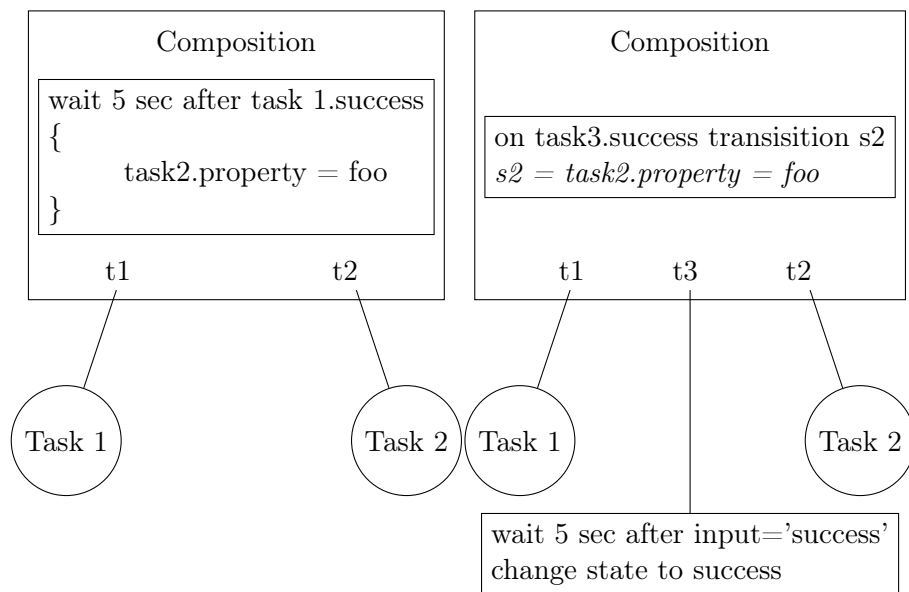 Composition
wait 5 sec after task 1.success
{
task2.property = foo
}
t1 t2
Task 1
Task 2
Composition
on task3.success transisition s2
s2 = task2.property = foo
t1 t3 t2
Task 1
Task 2
wait 5 sec after input='success'
change state to success